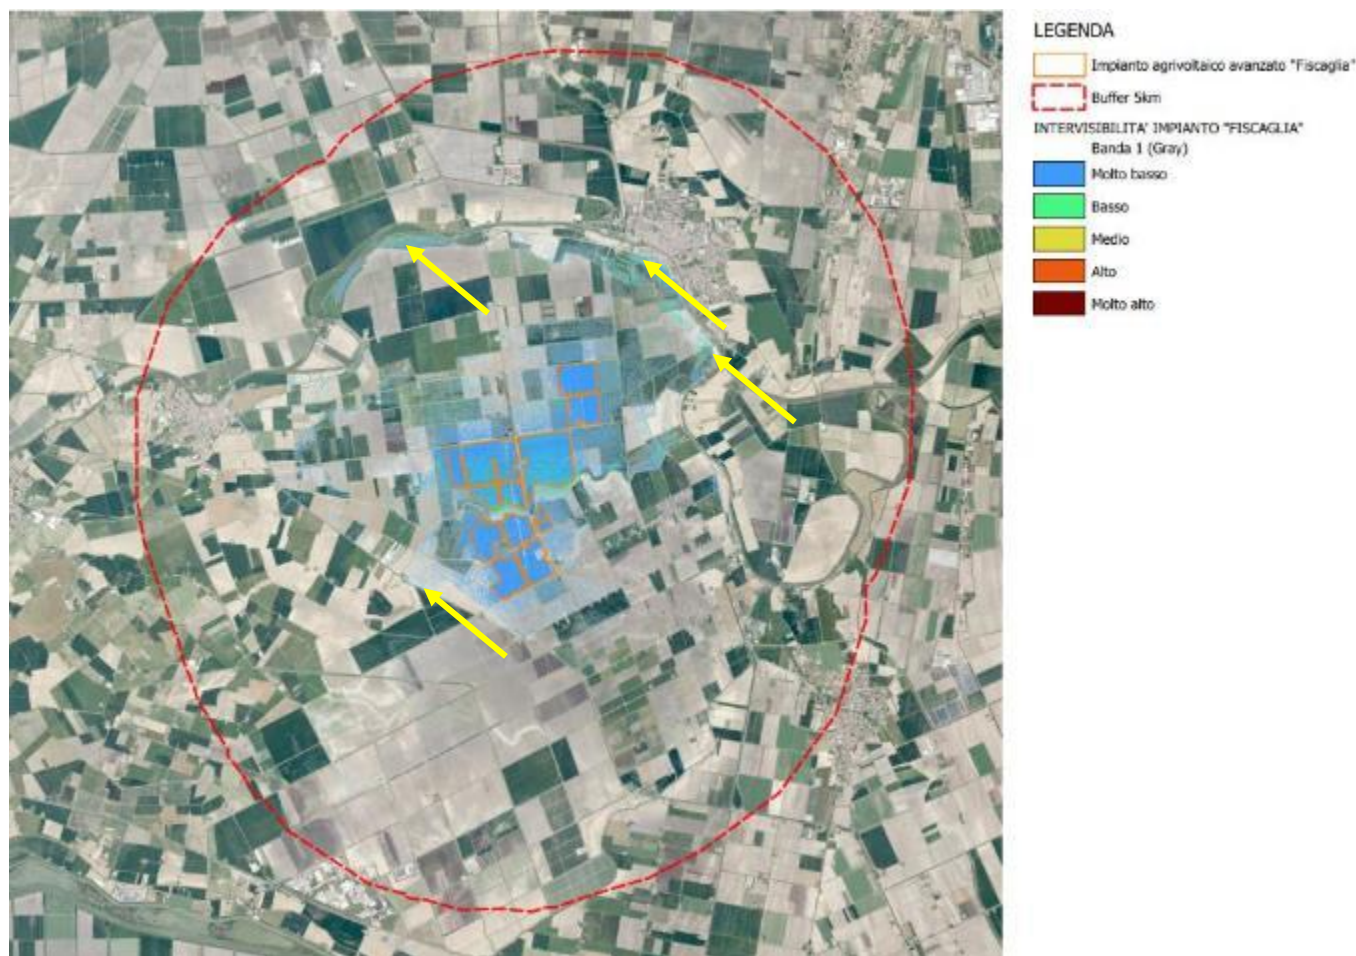 LEGENDA
Impianto agrivoltaico avanzato "Fiscaglia"
Buffer 5km
INTERVISIBILITA' IMPIANTO "FISCAGLIA"
Banda 1 (Gray)
Molto basso
Basso
Medio
Alto
Molto alto